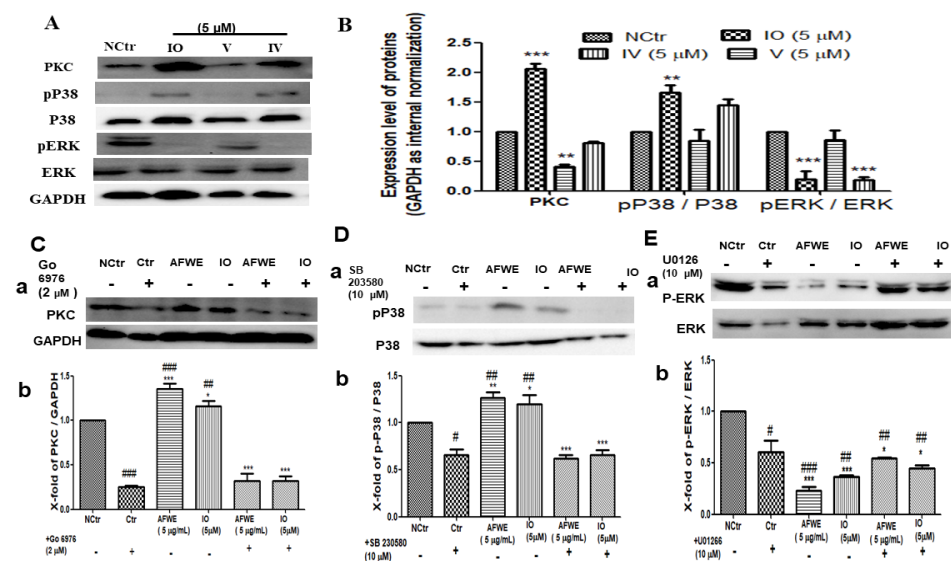 A
(5 μM)
NCtr IO V IV
PKC
pP38
P38
pERK
ERK
GAPDH
B
Expression level of proteins
(GAPDH as internal normalization)
2.5
2.0
1.5
1.0
0.5
0.0
NCtr IO (5 μM)
IV (5 μM) V (5 μM)
*** ** ** *** ***
PKC pP38 / P38 pERK / ERK
C
Go
6976
(2 μM)
NCtr Ctr AFWE IO AFWE IO
- + - - + +
a
PKC
GAPDH
b
X-fold of PKC / GAPDH
1.5
1.0
0.5
0.0
### ### *** ## * *** ***
NCtr Ctr AFWE ( 5 μg/mL) IO (5μM) AFWE ( 5 μg/mL) IO (5μM)
+Go 6976
(2 μM)
- + - - + +
D
SB
203580
(10 μM)
NCtr Ctr AFWE IO AFWE IO
- + - - + +
a
pP38
P38
b
X-fold of p-P38 / P38
1.5
1.0
0.5
0.0
# ## ** ## * *** ***
NCtr Ctr AFWE ( 5 μg/mL) IO (5μM) AFWE ( 5 μg/mL) IO (5μM)
+SB 230580
(10 μM)
- + - - + +
E
U0126
(10 μM)
NCtr Ctr AFWE IO AFWE IO
- + - - + +
a
P-ERK
ERK
b
X-fold of p-ERK / ERK
1.5
1.0
0.5
0.0
# ### *** ## *** ## * ## *
NCtr Ctr AFWE ( 5 μg/mL) IO (5μM) AFWE ( 5 μg/mL) IO (5μM)
+U01266
(10 μM)
- + - - + +